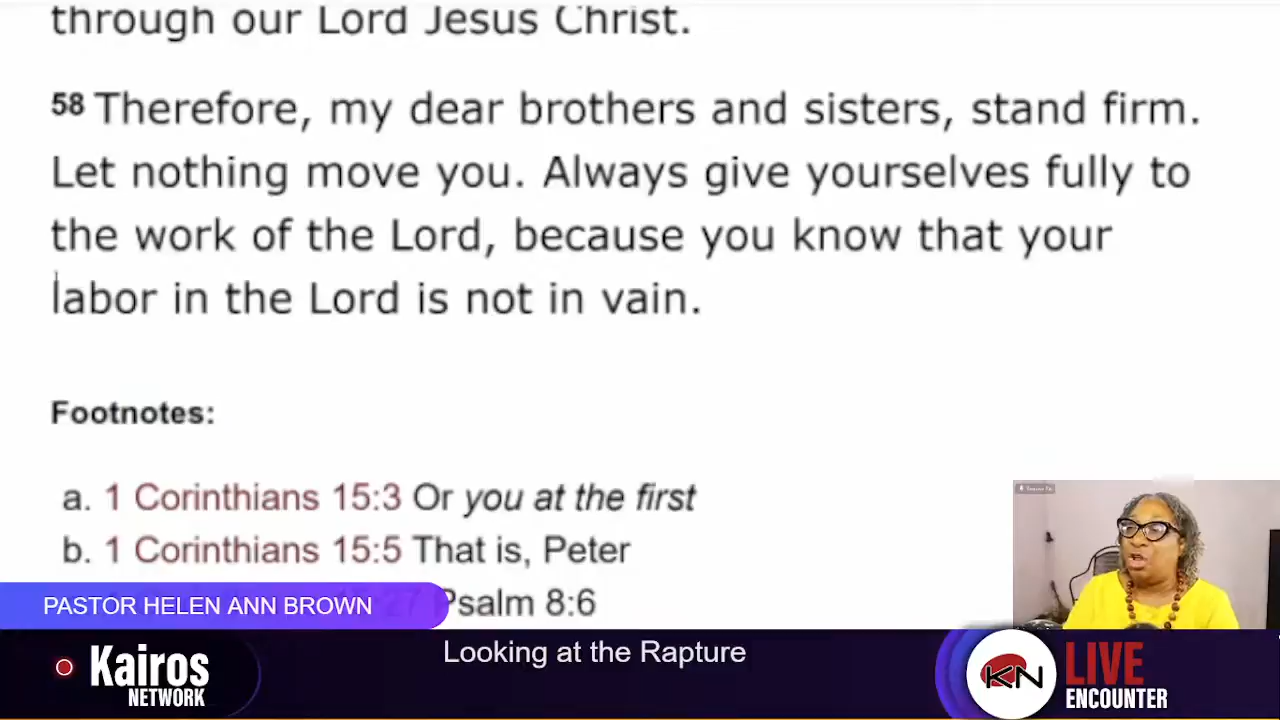 through our Lord Jesus Christ.
58 Therefore, my dear brothers and sisters, stand firm.
Let nothing move you. Always give yourselves fully to
the work of the Lord, because you know that your
labor in the Lord is not in vain.
Footnotes:
a. 1 Corinthians 15:3 Or you at the first
b. 1 Corinthians 15:5 That is, Peter
Psalm 8:6
PASTOR HELEN ANN BROWN
Looking at the Rapture
Kairos
NETWORK
KN
LIVE
ENCOUNTER